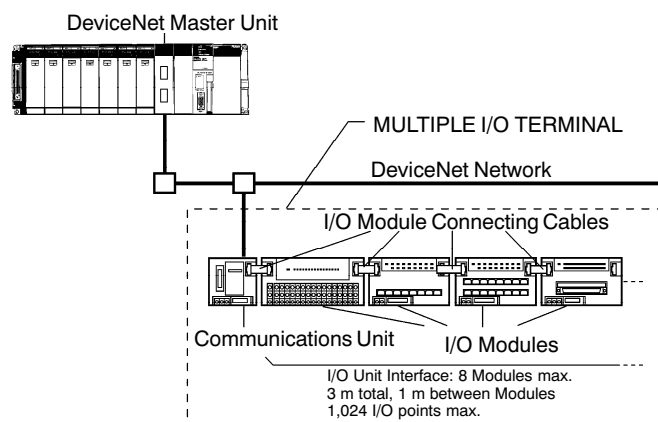 DeviceNet Master Unit
MULTIPLE I/O TERMINAL
DeviceNet Network
I/O Module Connecting Cables
Communications Unit
I/O Modules
I/O Unit Interface: 8 Modules max.
3 m total, 1 m between Modules
1,024 I/O points max.